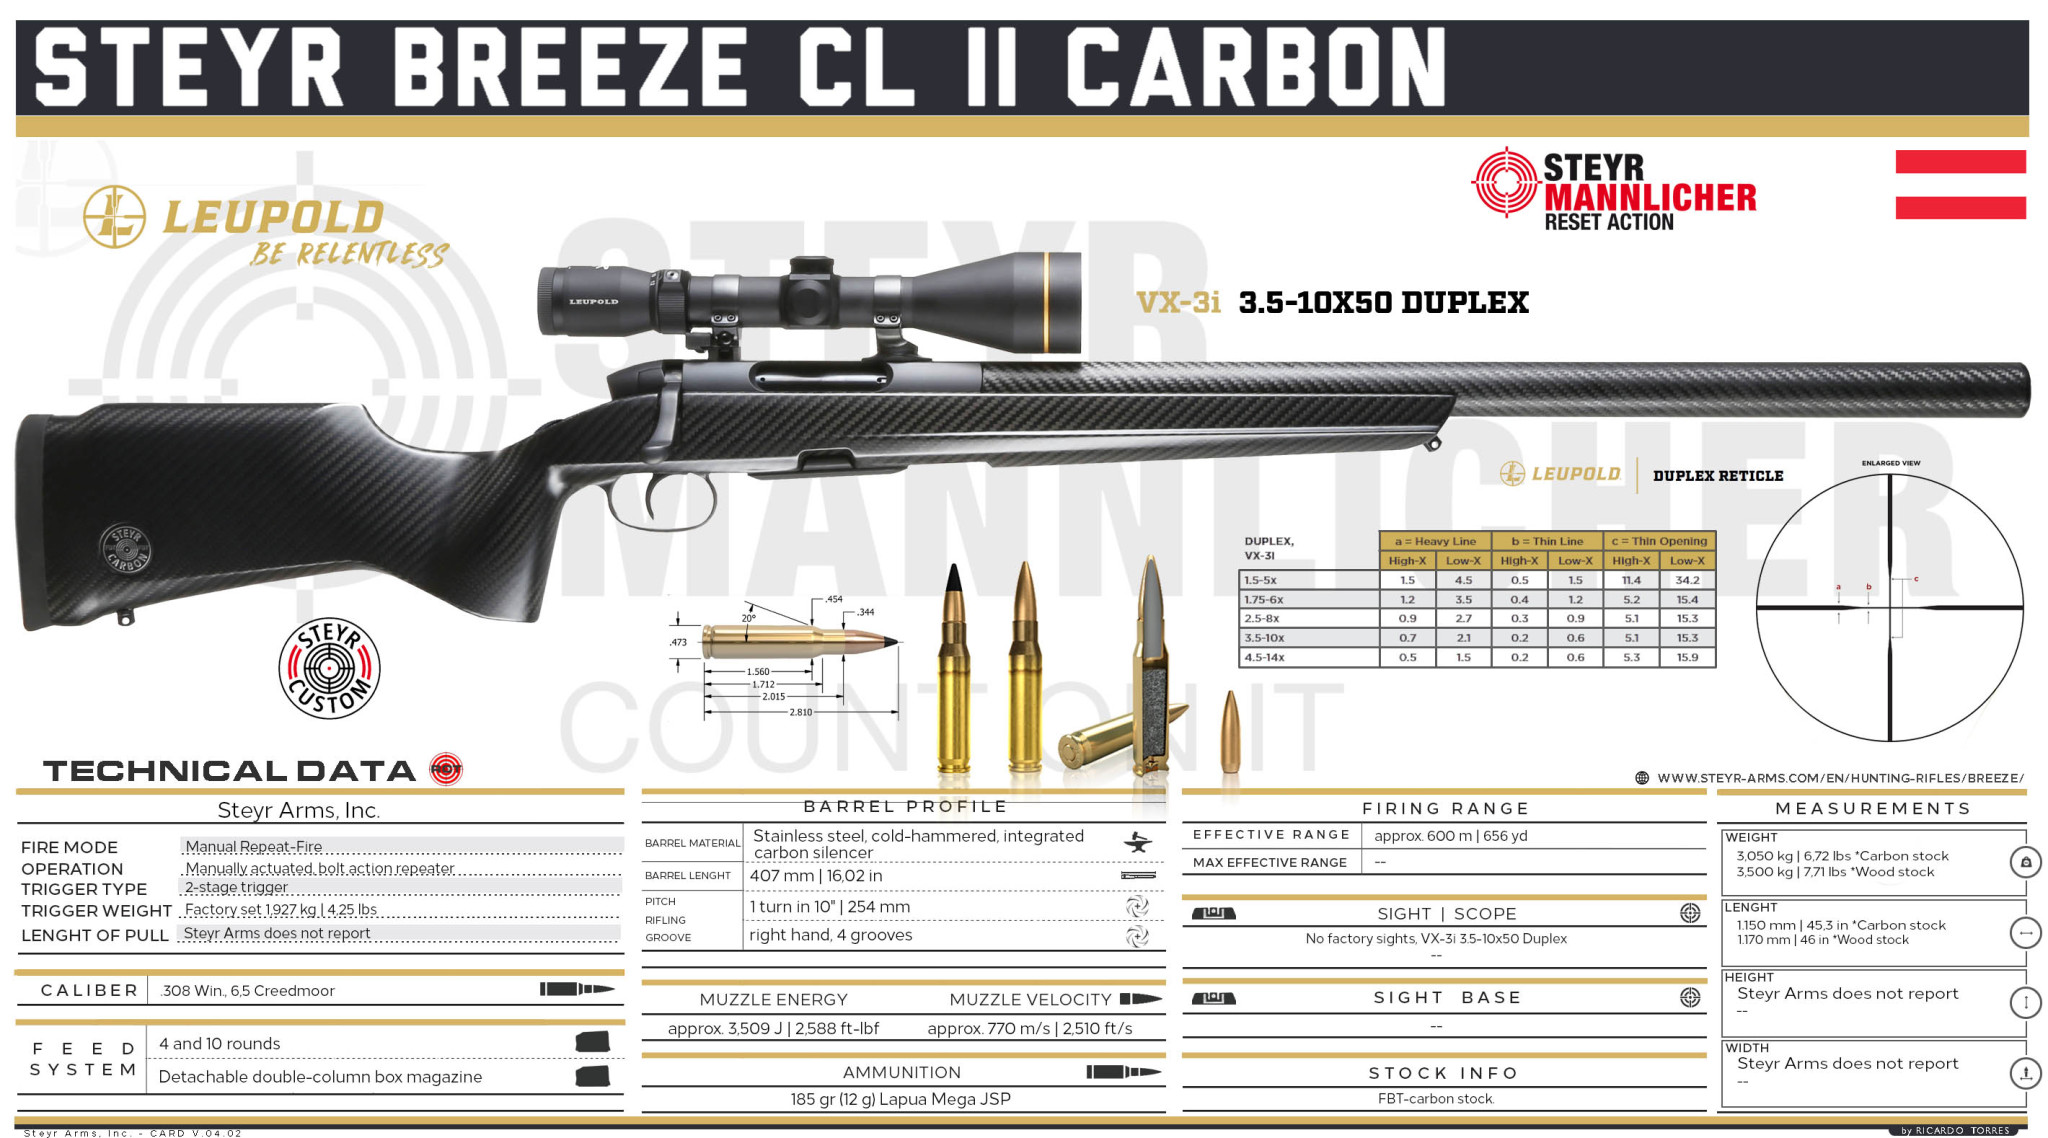 STEYR BREEZE CL II CARBON
LEUPOLD
BE RELENTLESS
STEYR
MANNLICHER
RESET ACTION
STEYR
MANNLICHER
COUNT ON IT
LEUPOLD
VX-3i 3.5-10X50 DUPLEX
STEYR
CARBON
STEYR
CUSTOM
LEUPOLD
DUPLEX RETICLE
ENLARGED VIEW
a
b
c
DUPLEX,
VX-3I
a = Heavy Line b = Thin Line c = Thin Opening
High-X Low-X High-X Low-X High-X Low-X
1.5-5x 1.5 4.5 0.5 1.5 11.4 34.2
1.75-6x 1.2 3.5 0.4 1.2 5.2 15.4
2.5-8x 0.9 2.7 0.3 0.9 5.1 15.3
3.5-10x 0.7 2.1 0.2 0.6 5.1 15.3
4.5-14x 0.5 1.5 0.2 0.6 5.3 15.9
.454
20°
.344
.473
1.560
1.712
2.015
2.810
TECHNICAL DATA
WWW.STEYR-ARMS.COM/EN/HUNTING-RIFLES/BREEZE/
Steyr Arms, Inc.
FIRE MODE Manual Repeat-Fire
OPERATION Manually actuated, bolt action repeater
TRIGGER TYPE 2-stage trigger
TRIGGER WEIGHT Factory set 1,927 kg | 4,25 lbs
LENGHT OF PULL Steyr Arms does not report
CALIBER .308 Win., 6,5 Creedmoor
FEED
SYSTEM
4 and 10 rounds
Detachable double-column box magazine
BARREL PROFILE
BARREL MATERIAL Stainless steel, cold-hammered, integrated
carbon silencer
BARREL LENGHT 407 mm | 16,02 in
PITCH
RIFLING
GROOVE
1 turn in 10" | 254 mm
right hand, 4 grooves
MUZZLE ENERGY MUZZLE VELOCITY
approx. 3,509 J | 2,588 ft-lbf approx. 770 m/s | 2,510 ft/s
AMMUNITION
185 gr (12 g) Lapua Mega JSP
FIRING RANGE
EFFECTIVE RANGE approx. 600 m | 656 yd
MAX EFFECTIVE RANGE --
SIGHT | SCOPE
No factory sights, VX-3i 3.5-10x50 Duplex
--
SIGHT BASE
--
STOCK INFO
FBT-carbon stock.
MEASUREMENTS
WEIGHT
3,050 kg | 6,72 lbs *Carbon stock
3,500 kg | 7,71 lbs *Wood stock
LENGHT
1.150 mm | 45,3 in *Carbon stock
1.170 mm | 46 in *Wood stock
HEIGHT
Steyr Arms does not report
--
WIDTH
Steyr Arms does not report
--
Steyr Arms, Inc. - CARD V.04.02
by RICARDO TORRES